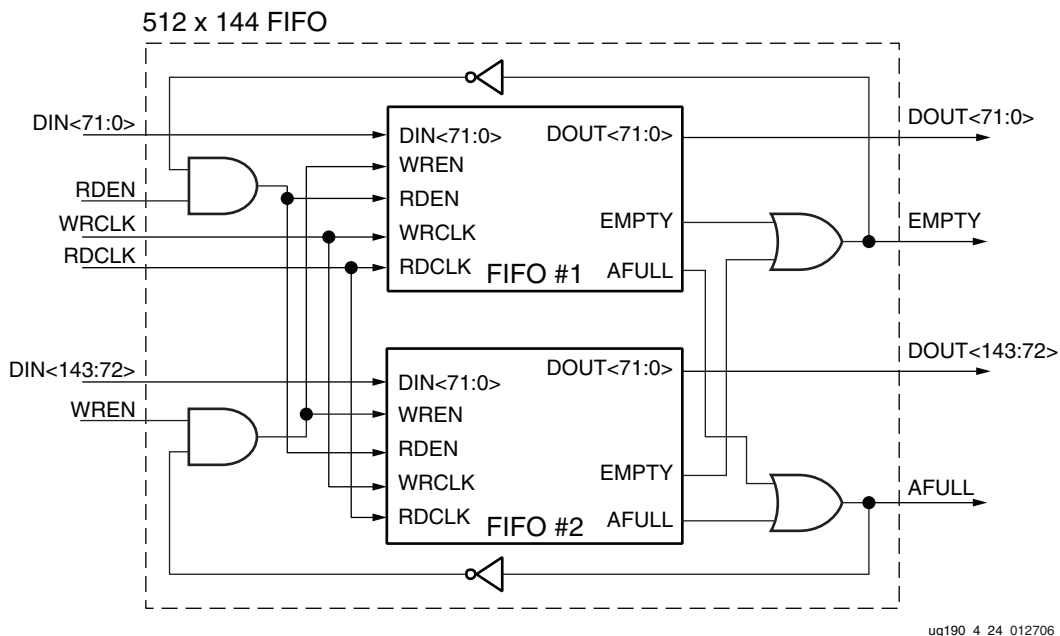 512 x 144 FIFO
DIN<71:0>
RDEN
WRCLK
RDCLK
DIN<71:0>
WREN
RDEN
WRCLK
RDCLK
DOUT<71:0>
EMPTY
AFULL
FIFO #1
DOUT<71:0>
EMPTY
DIN<143:72>
WREN
DIN<71:0>
WREN
RDEN
WRCLK
RDCLK
DOUT<71:0>
EMPTY
AFULL
FIFO #2
DOUT<143:72>
AFULL
ug190_4_24_012706